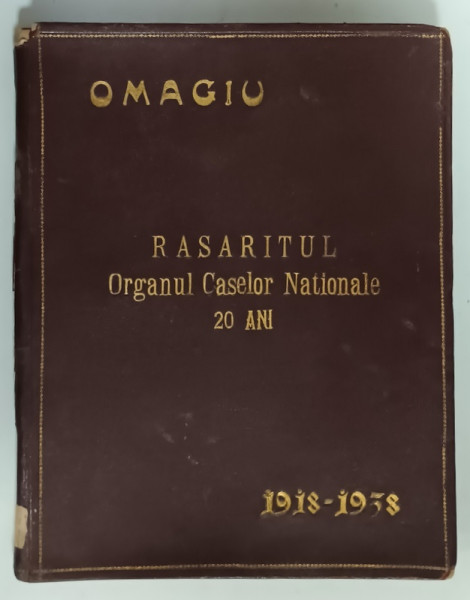 OMAGIU
RASARITUL
Organul Caselor Nationale
20 ANI
1918-1938